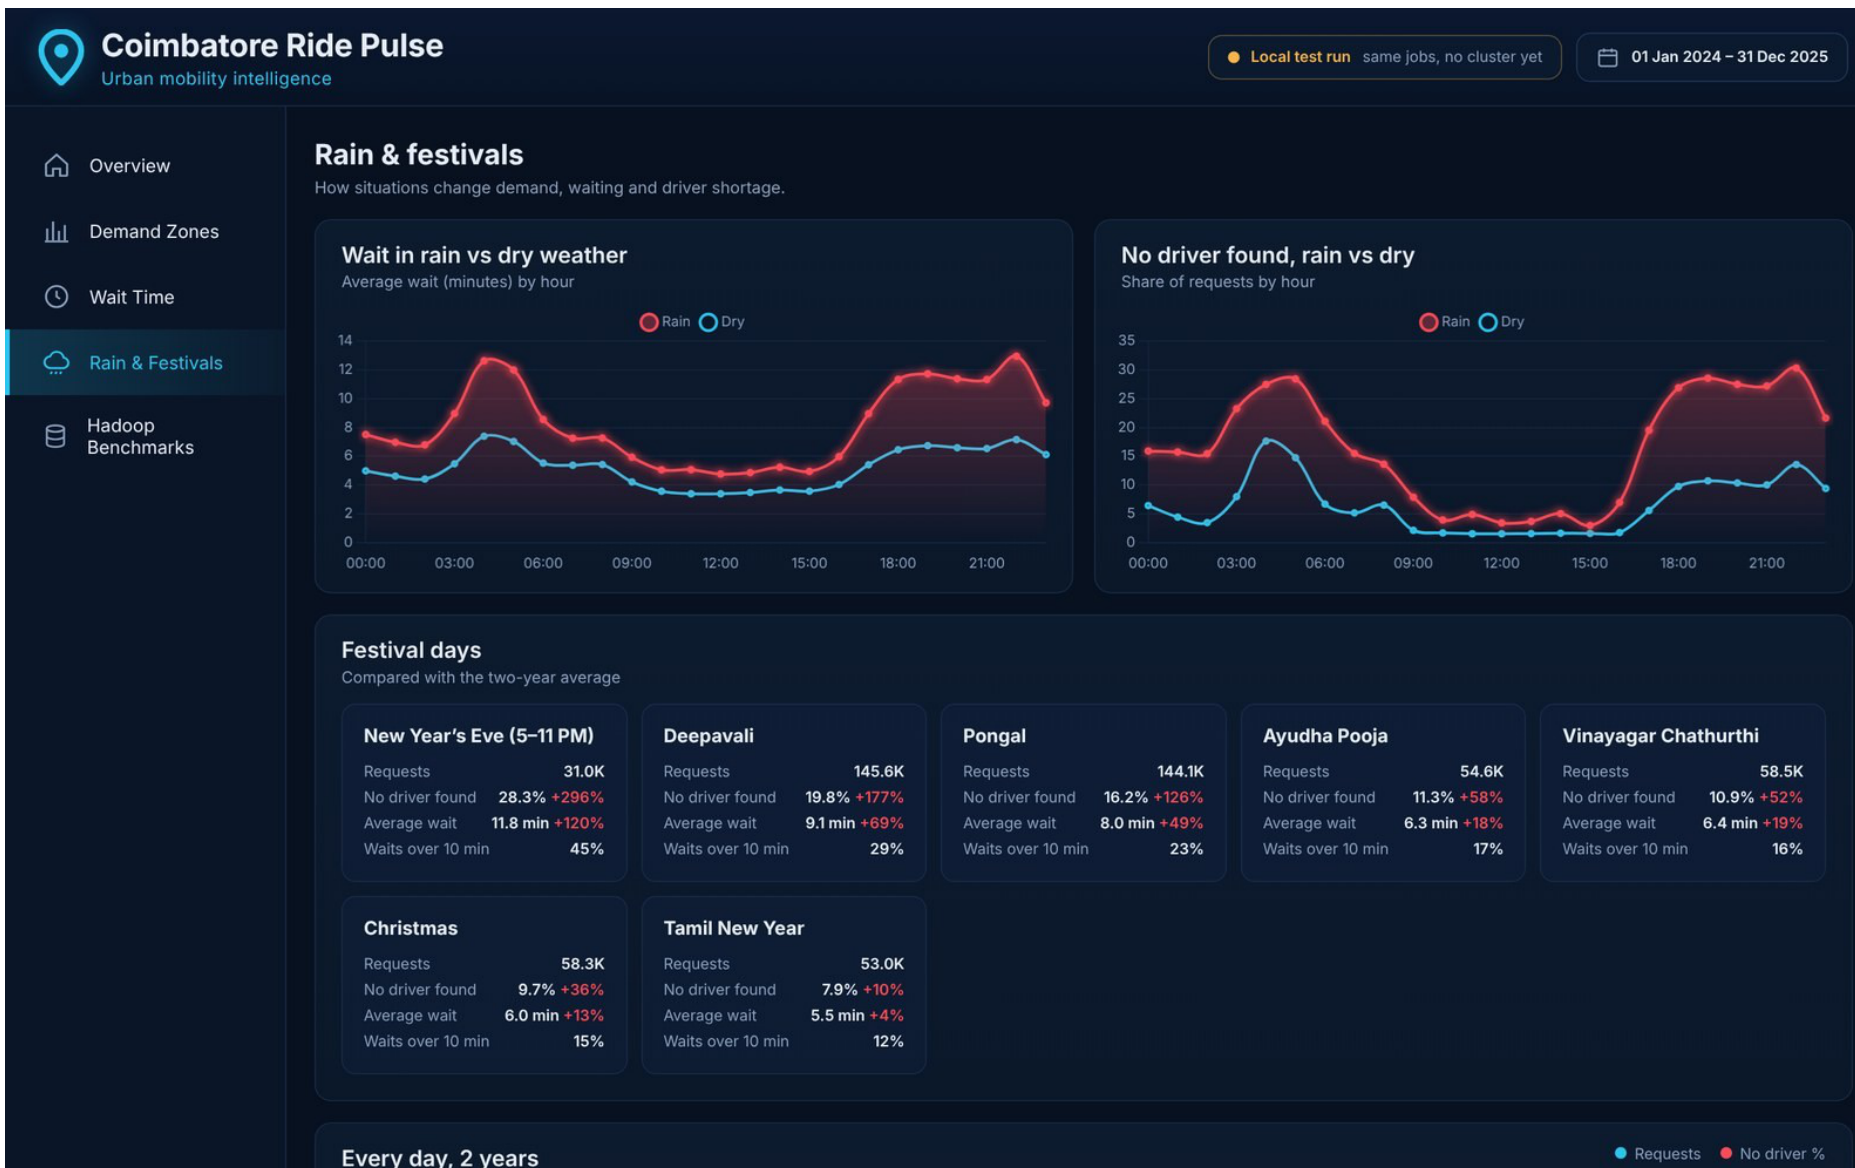 Coimbatore Ride Pulse
Urban mobility intelligence
Local test run same jobs, no cluster yet
01 Jan 2024 – 31 Dec 2025
Overview
Demand Zones
Wait Time
Rain & Festivals
Hadoop
Benchmarks
Rain & festivals
How situations change demand, waiting and driver shortage.
Wait in rain vs dry weather
Average wait (minutes) by hour
Rain Dry
14
12
10
8
6
4
2
0
00:00 03:00 06:00 09:00 12:00 15:00 18:00 21:00
No driver found, rain vs dry
Share of requests by hour
Rain Dry
35
30
25
20
15
10
5
0
00:00 03:00 06:00 09:00 12:00 15:00 18:00 21:00
Festival days
Compared with the two-year average
New Year’s Eve (5–11 PM)
Requests 31.0K
No driver found 28.3% +296%
Average wait 11.8 min +120%
Waits over 10 min 45%
Deepavali
Requests 145.6K
No driver found 19.8% +177%
Average wait 9.1 min +69%
Waits over 10 min 29%
Pongal
Requests 144.1K
No driver found 16.2% +126%
Average wait 8.0 min +49%
Waits over 10 min 23%
Ayudha Pooja
Requests 54.6K
No driver found 11.3% +58%
Average wait 6.3 min +18%
Waits over 10 min 17%
Vinayagar Chathurthi
Requests 58.5K
No driver found 10.9% +52%
Average wait 6.4 min +19%
Waits over 10 min 16%
Christmas
Requests 58.3K
No driver found 9.7% +36%
Average wait 6.0 min +13%
Waits over 10 min 15%
Tamil New Year
Requests 53.0K
No driver found 7.9% +10%
Average wait 5.5 min +4%
Waits over 10 min 12%
Every day, 2 years
Requests No driver %